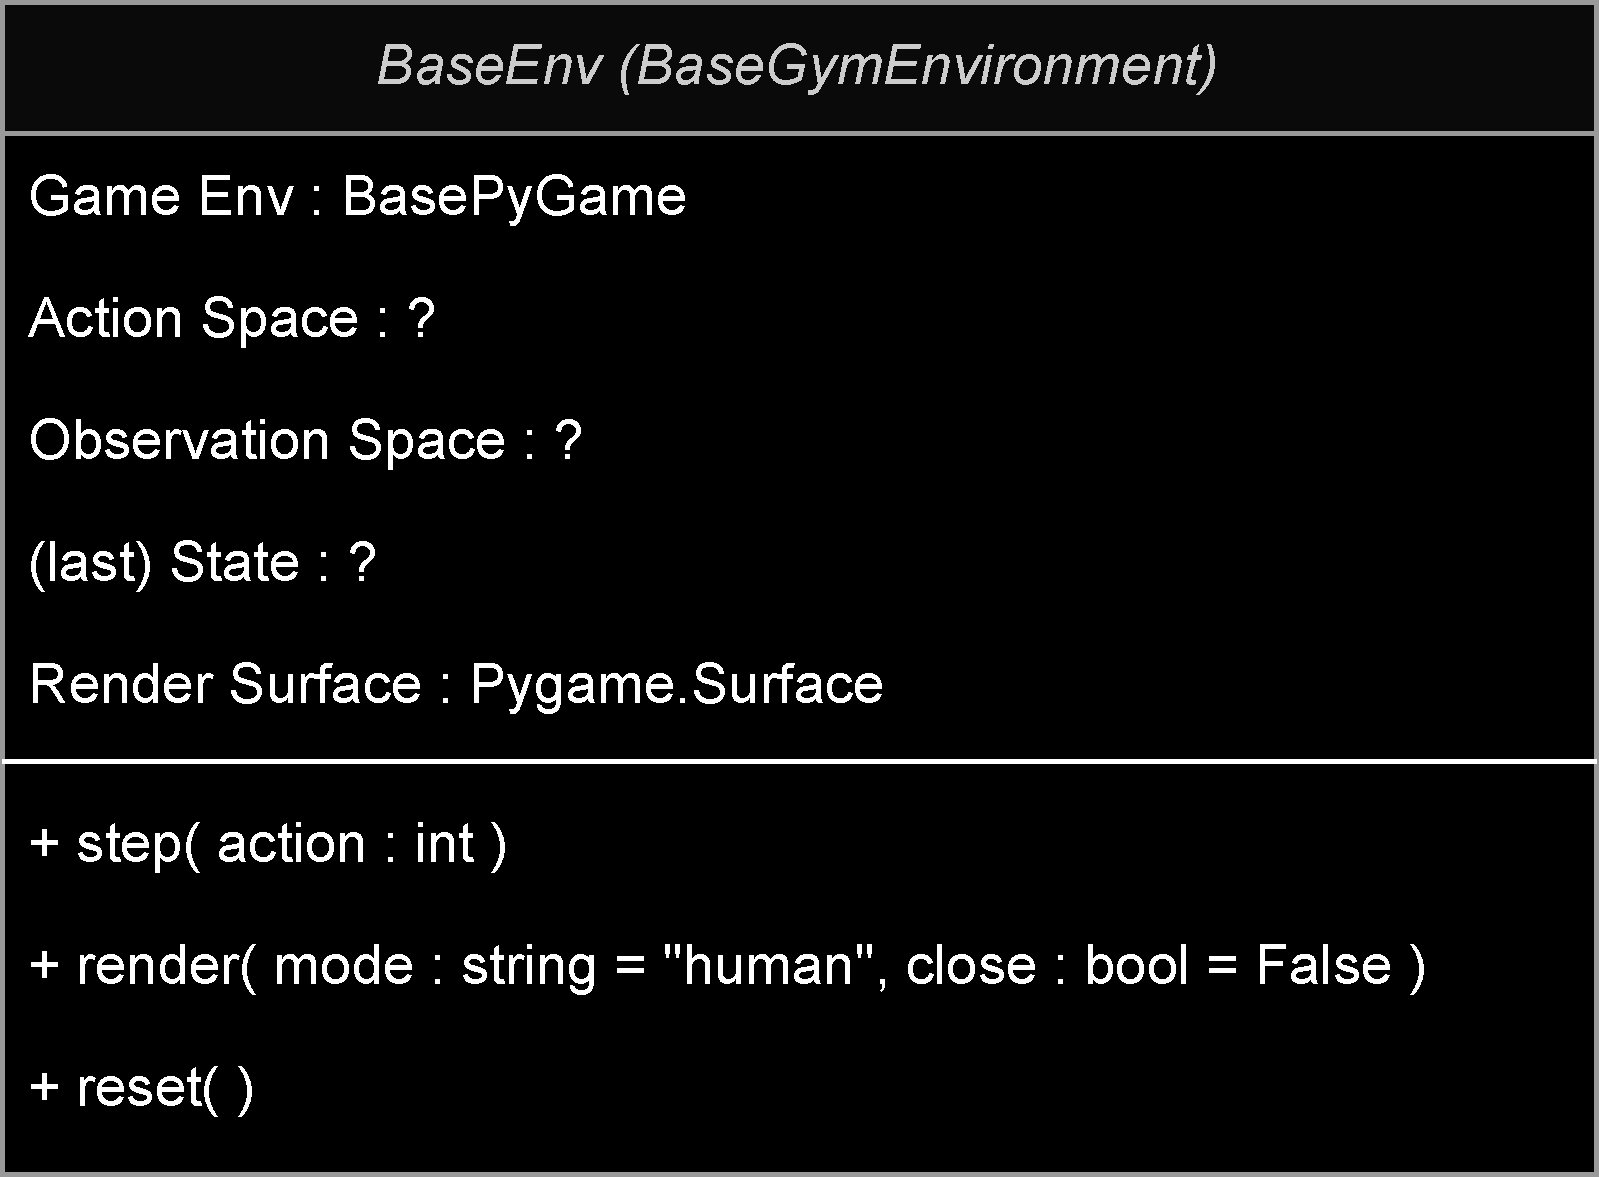 BaseEnv (BaseGymEnvironment)
Game Env : BasePyGame
Action Space : ?
Observation Space : ?
(last) State : ?
Render Surface : Pygame.Surface
+ step( action : int )
+ render( mode : string = "human", close : bool = False )
+ reset( )